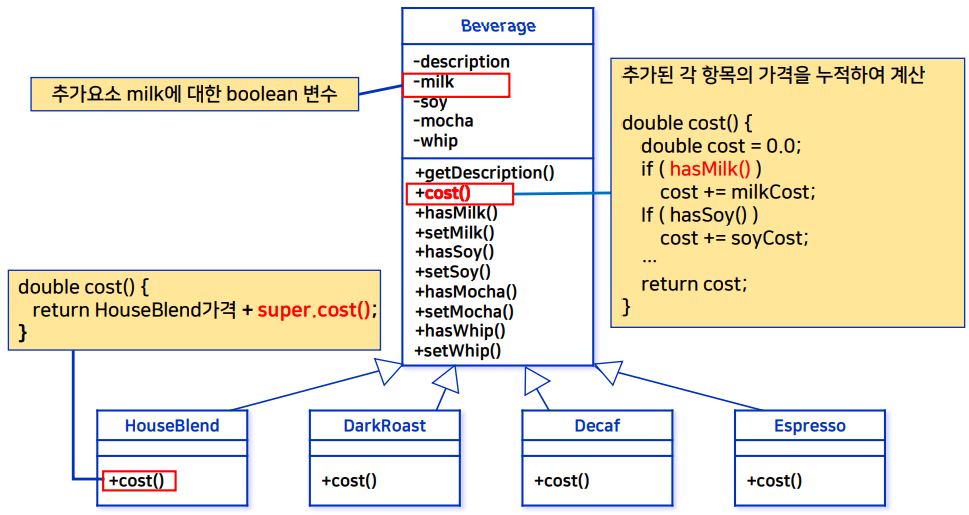 Beverage
-description
-milk
-soy
-mocha
-whip
+getDescription()
+cost()
+hasMilk()
+setMilk()
+hasSoy()
+setSoy()
+hasMocha()
+setMocha()
+hasWhip()
+setWhip()
추가요소 milk에 대한 boolean 변수
추가된 각 항목의 가격을 누적하여 계산
double cost() {
double cost = 0.0;
if ( hasMilk() )
cost += milkCost;
If ( hasSoy() )
cost += soyCost;
...
return cost;
}
double cost() {
return HouseBlend가격 + super.cost();
}
HouseBlend
+cost()
DarkRoast
+cost()
Decaf
+cost()
Espresso
+cost()